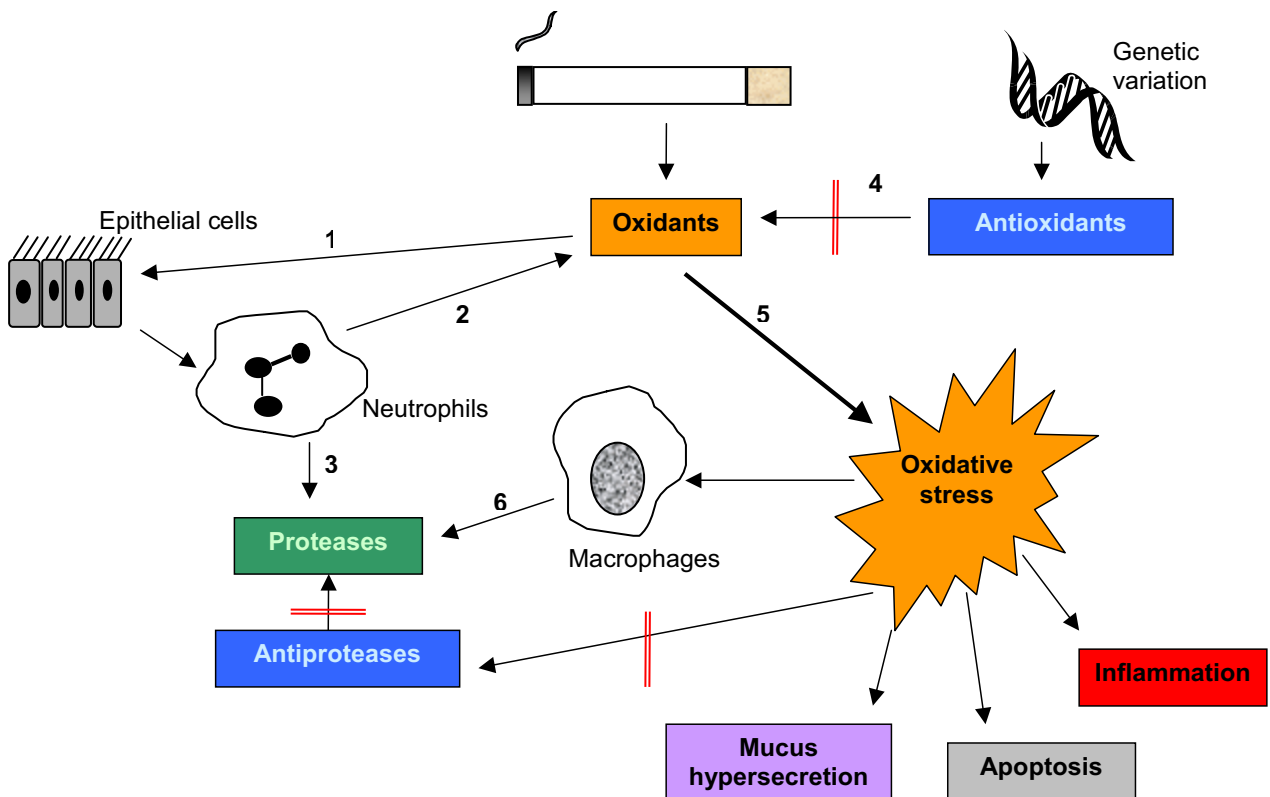 Genetic
variation
4
Oxidants
Antioxidants
Epithelial cells
1
2
5
Neutrophils
3
Oxidative
stress
6
Proteases
Macrophages
Antiproteases
Inflammation
Mucus
hypersecretion
Apoptosis